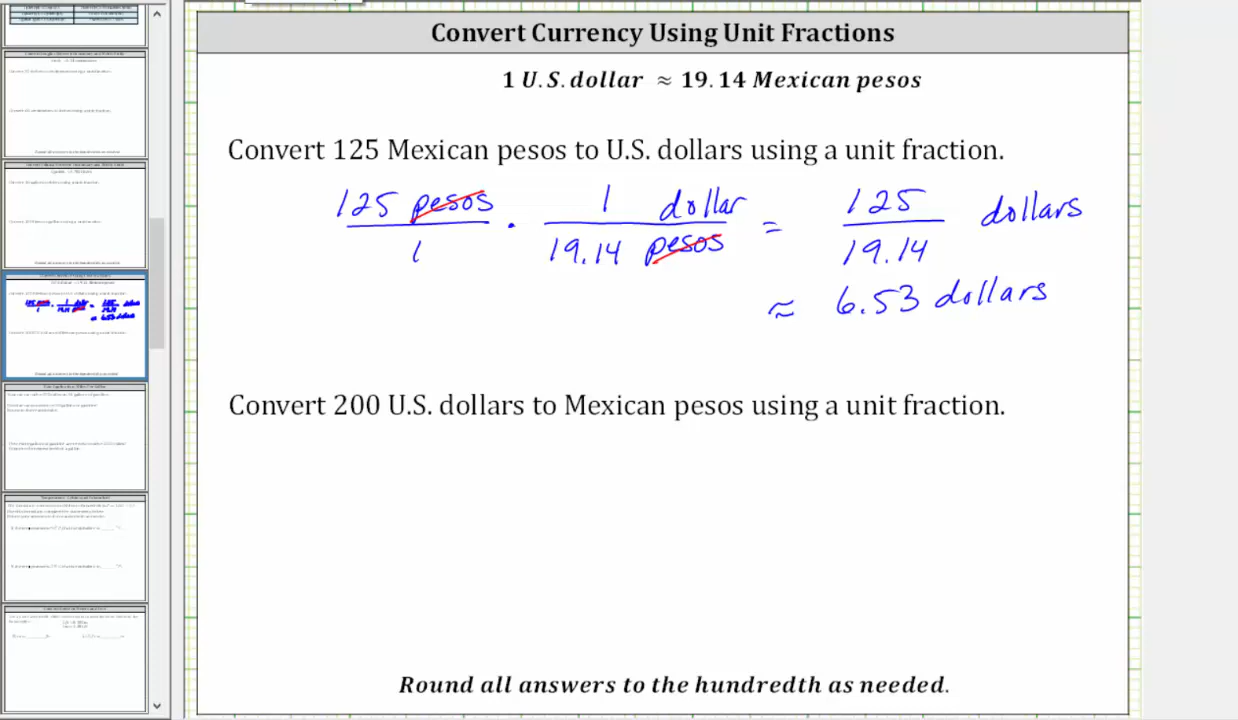 Convert Currency Using Unit Fractions
1 U.S. dollar ≈ 19.14 Mexican pesos
Convert 125 Mexican pesos to U.S. dollars using a unit fraction.
125 pesos / 1 · 1 dollar / 19.14 pesos = 125 / 19.14 dollars
≈ 6.53 dollars
Convert 200 U.S. dollars to Mexican pesos using a unit fraction.
Round all answers to the hundredth as needed.